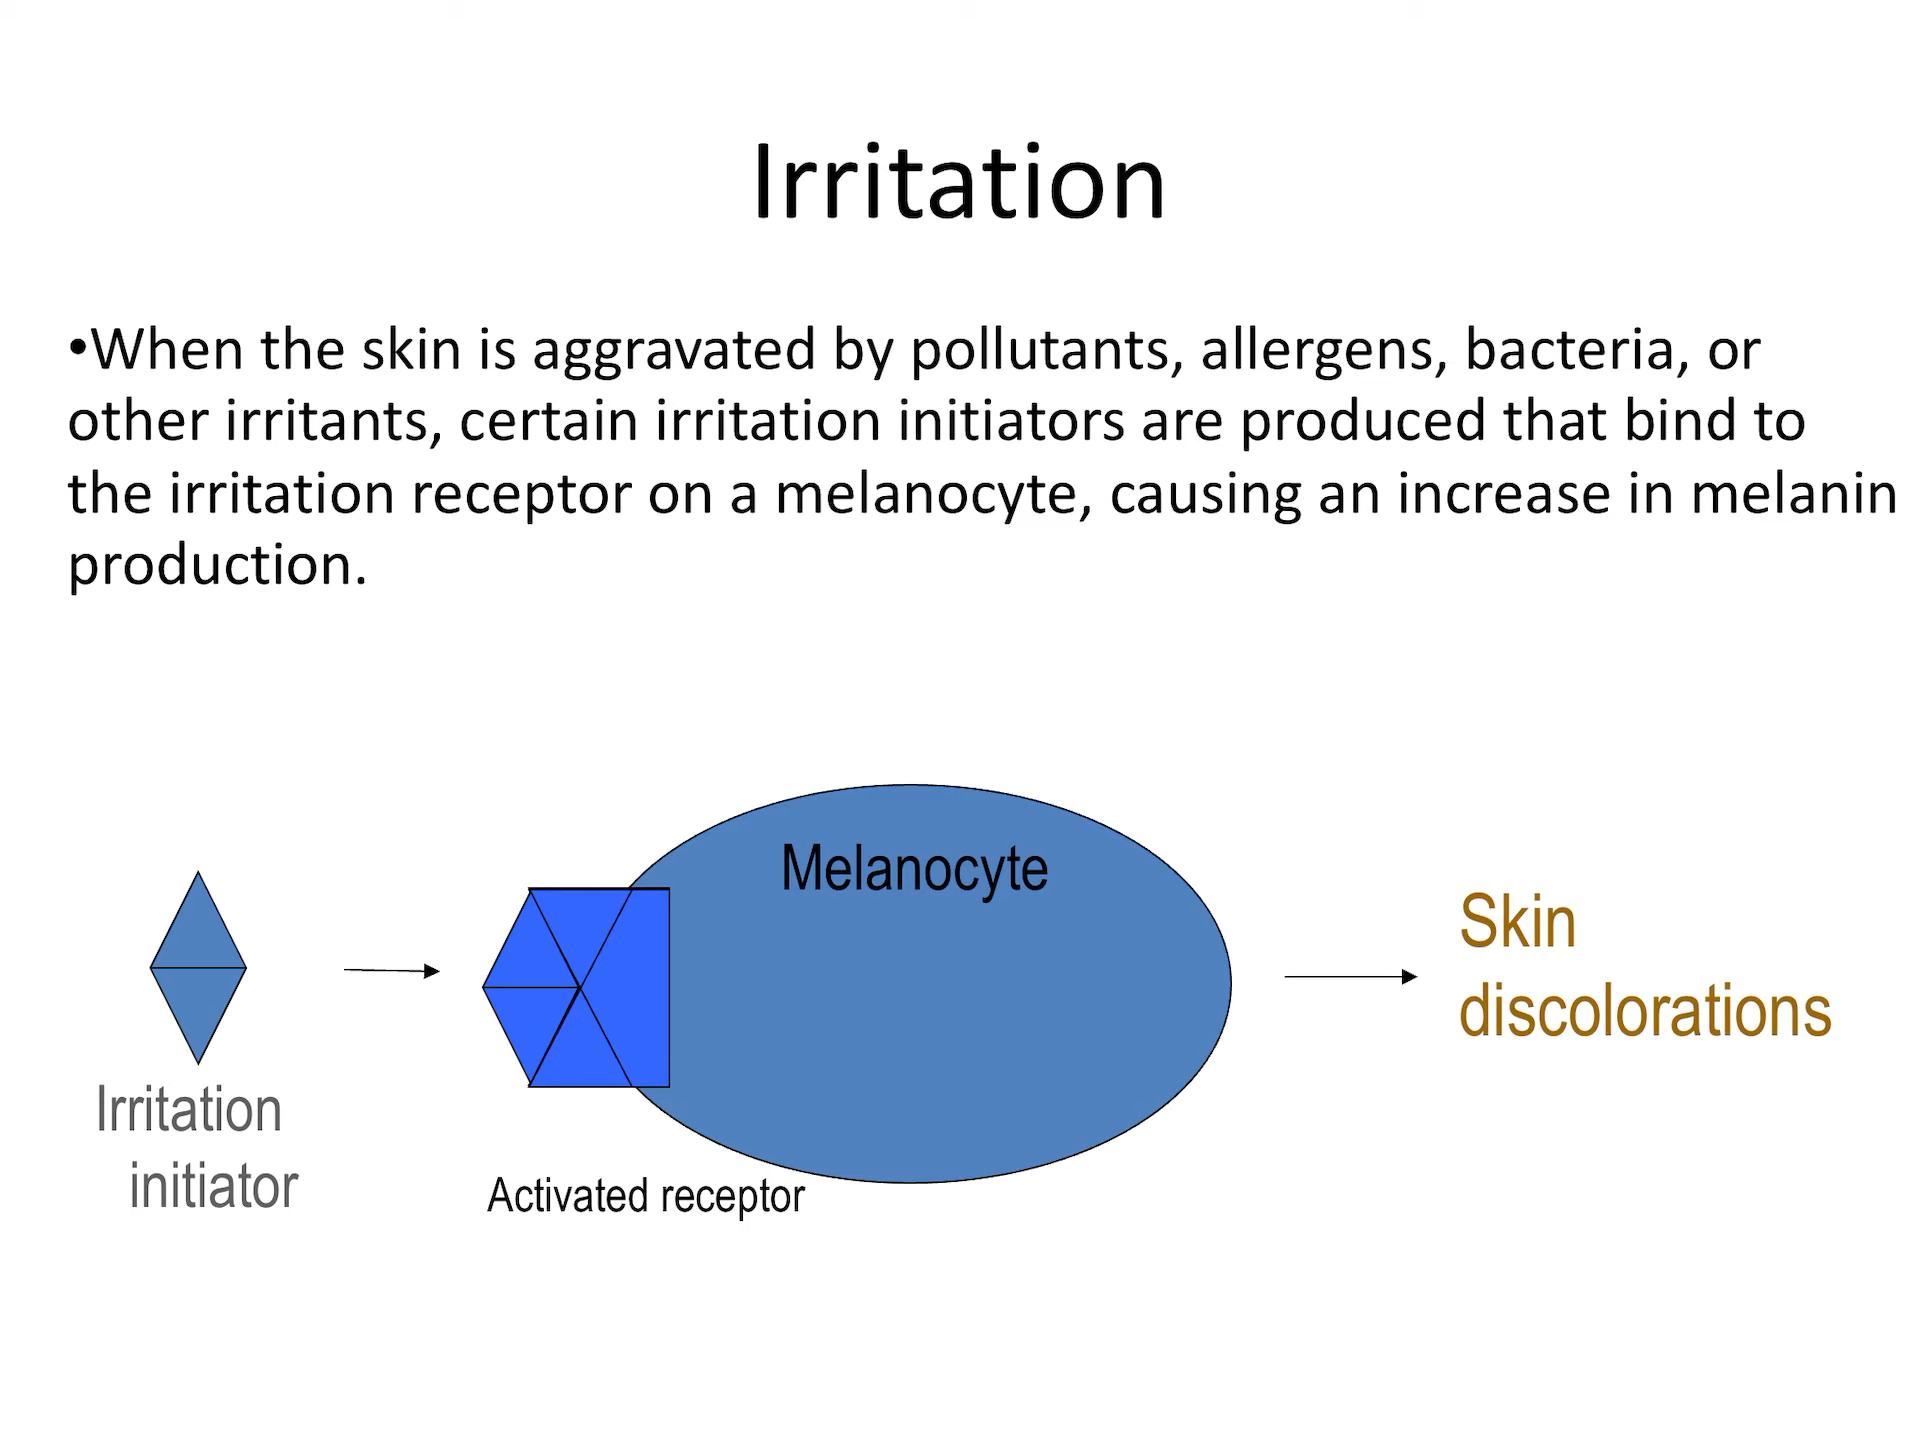 Irritation
•When the skin is aggravated by pollutants, allergens, bacteria, or
other irritants, certain irritation initiators are produced that bind to
the irritation receptor on a melanocyte, causing an increase in melanin
production.
Melanocyte
Skin
discolorations
Irritation
initiator
Activated receptor